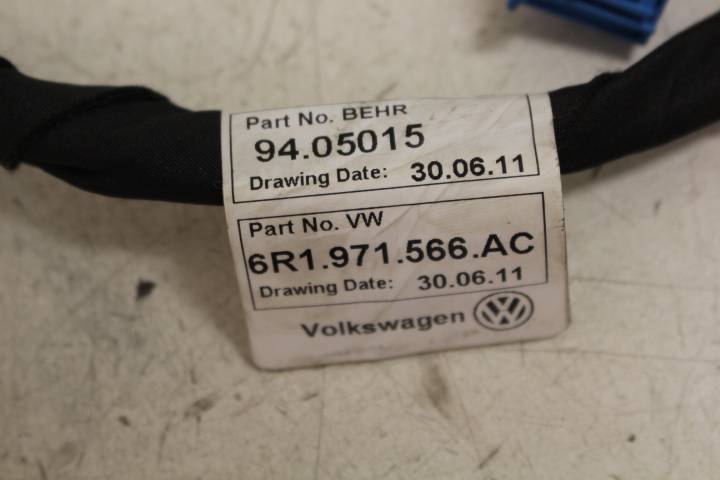 Part No. BEHR
94.05015
Drawing Date: 30.06.11
Part No. VW
6R1.971.566.AC
Drawing Date: 30.06.11
Volkswagen